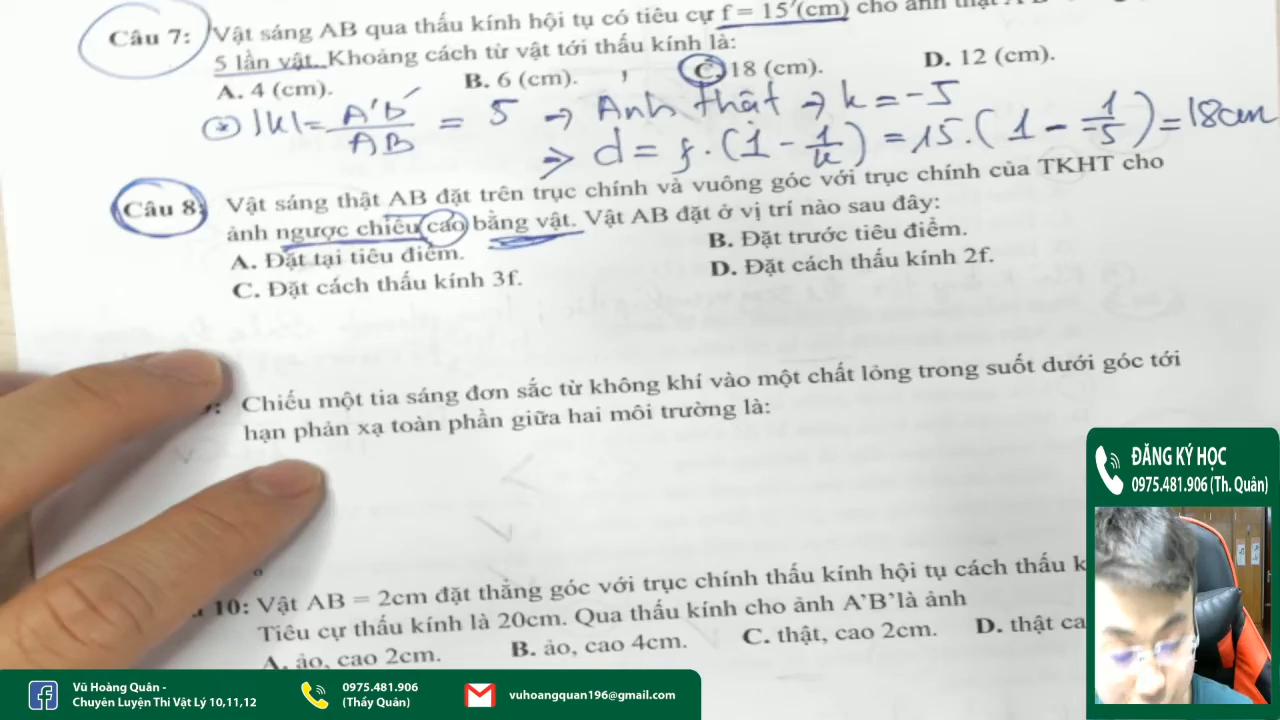 Câu 7: Vật sáng AB qua thấu kính hội tụ có tiêu cự f = 15 (cm) cho ảnh thật A
5 lần vật. Khoảng cách từ vật tới thấu kính là:
A. 4 (cm). B. 6 (cm). C. 18 (cm). D. 12 (cm).
|k| = A'B'/AB = 5 → Ảnh thật → k = -5
⇒ d = f.(1 - 1/k) = 15.(1 - 1/-5) = 18cm
Câu 8: Vật sáng thật AB đặt trên trục chính và vuông góc với trục chính của TKHT cho
ảnh ngược chiều cao bằng vật. Vật AB đặt ở vị trí nào sau đây:
A. Đặt tại tiêu điểm. B. Đặt trước tiêu điểm.
C. Đặt cách thấu kính 3f. D. Đặt cách thấu kính 2f.
Chiếu một tia sáng đơn sắc từ không khí vào một chất lỏng trong suốt dưới góc tới
hạn phản xạ toàn phần giữa hai môi trường là:
10: Vật AB = 2cm đặt thẳng góc với trục chính thấu kính hội tụ cách thấu k
Tiêu cự thấu kính là 20cm. Qua thấu kính cho ảnh A'B'là ảnh
A. ảo, cao 2cm. B. ảo, cao 4cm. C. thật, cao 2cm. D. thật ca
ĐĂNG KÝ HỌC
0975.481.906 (Th. Quân)
Vũ Hoàng Quân -
Chuyên Luyện Thi Vật Lý 10,11,12
0975.481.906
(Thầy Quân)
vuhoangquan196@gmail.com